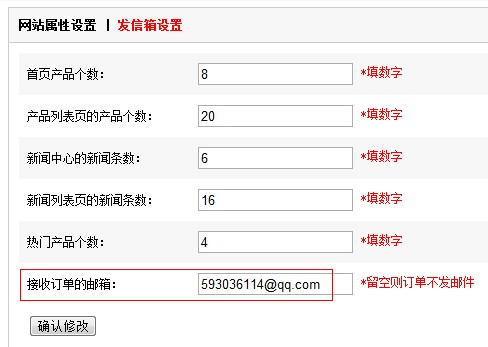 网站属性设置 | 发信箱设置
首页产品个数： 8 *填数字
产品列表页的产品个数： 20 *填数字
新闻中心的新闻条数： 6 *填数字
新闻列表页的新闻条数： 16 *填数字
热门产品个数： 4 *填数字
接收订单的邮箱： 593036114@qq.com *留空则订单不发邮件
确认修改